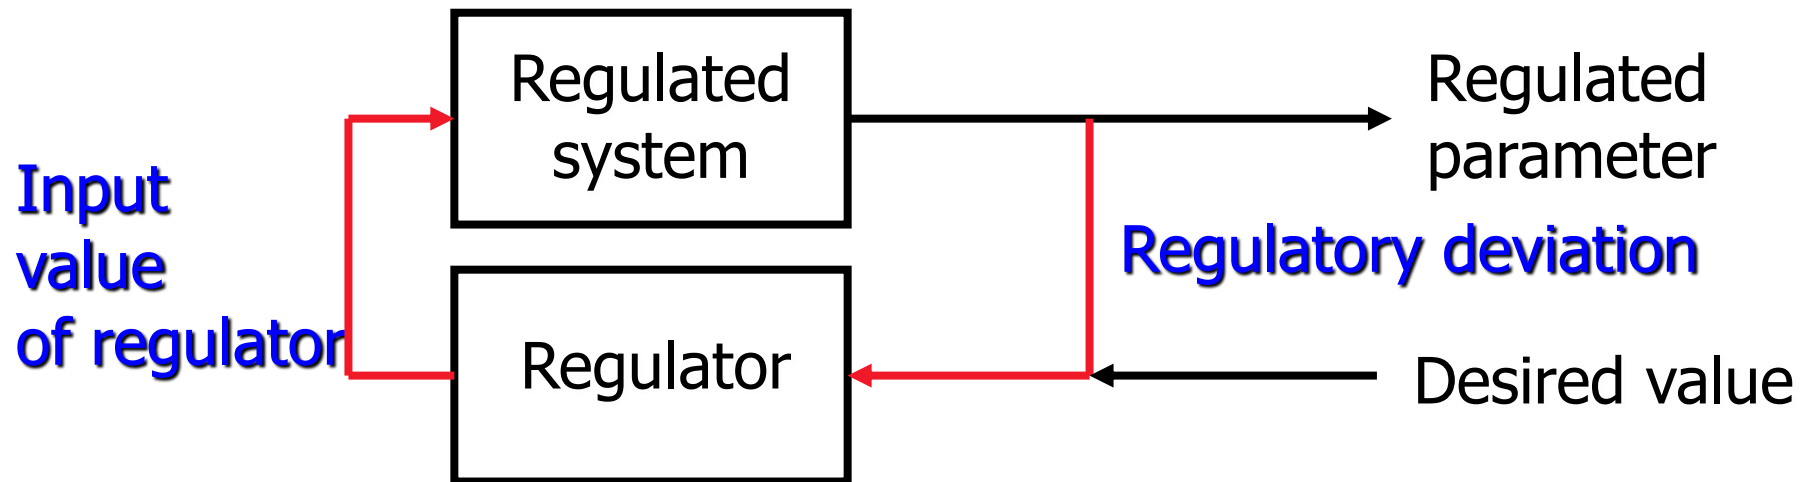 Regulated
system
Regulated
parameter
Input
value
of regulator
Regulatory deviation
Regulator
Desired value